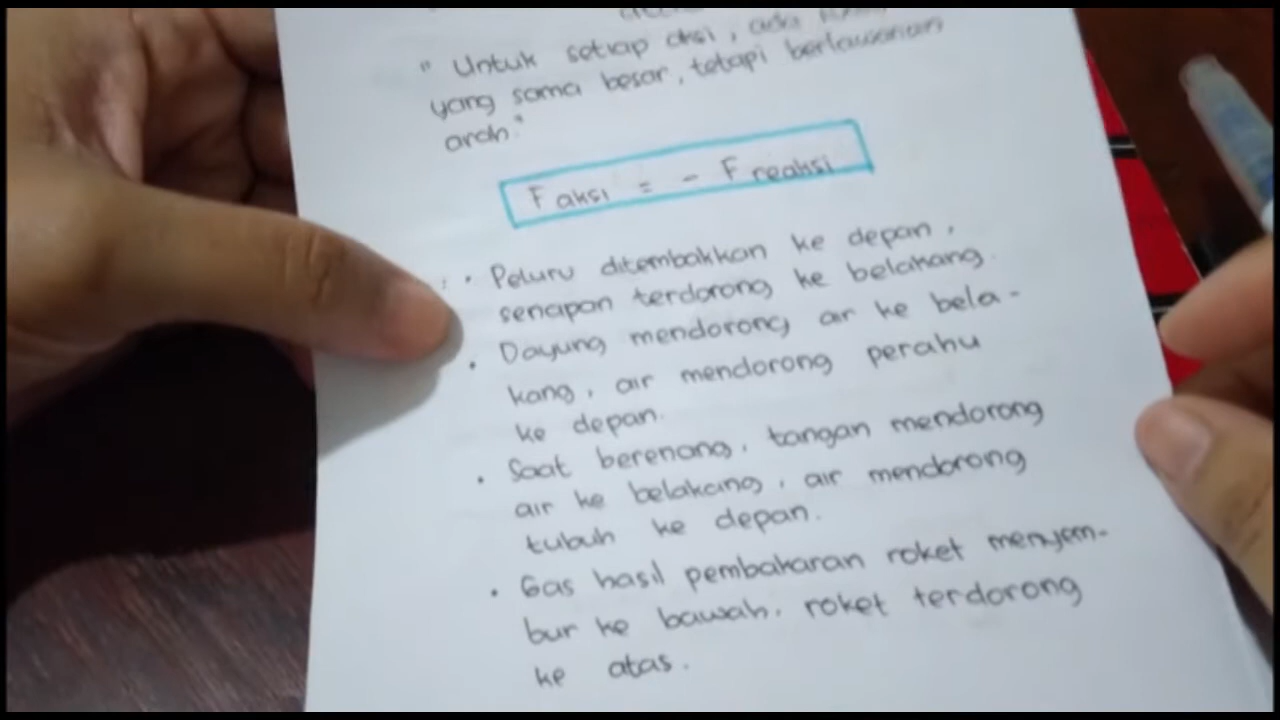 " Untuk setiap aksi, ada
yang sama besar, tetapi berlawanan
arah."
F aksi = - F reaksi
• Peluru ditembakkan ke depan,
senapan terdorong ke belakang.
• Dayung mendorong air ke bela-
kang, air mendorong perahu
ke depan.
• Saat berenang, tangan mendorong
air ke belakang, air mendorong
tubuh ke depan.
• Gas hasil pembakaran roket menyem-
bur ke bawah. roket terdorong
ke atas.